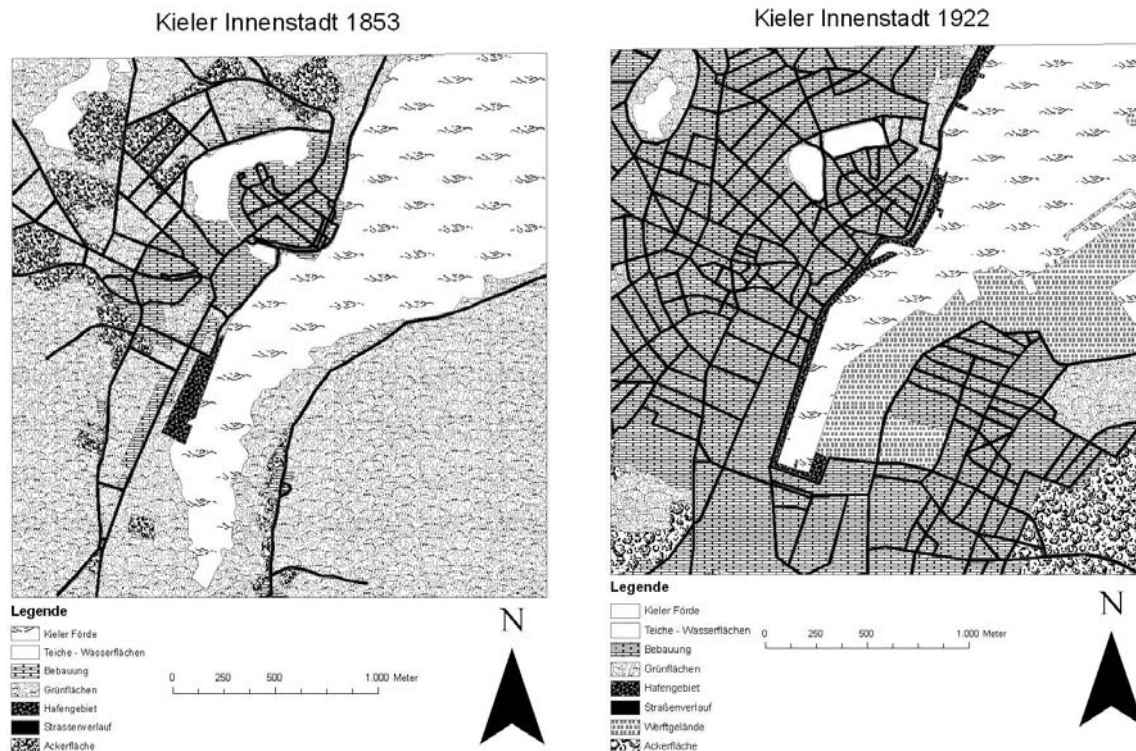 Kieler Innenstadt 1853
Legende
Kieler Förde
Teiche - Wasserflächen
Bebauung
Grünflächen
Hafengebiet
Strassenverlauf
Ackerfläche
0 250 500 1.000 Meter
N
Kieler Innenstadt 1922
Legende
Kieler Förde
Teiche - Wasserflächen
Bebauung
Grünflächen
Hafengebiet
Straßenverlauf
Werftgelände
Ackerfläche
0 250 500 1.000 Meter
N